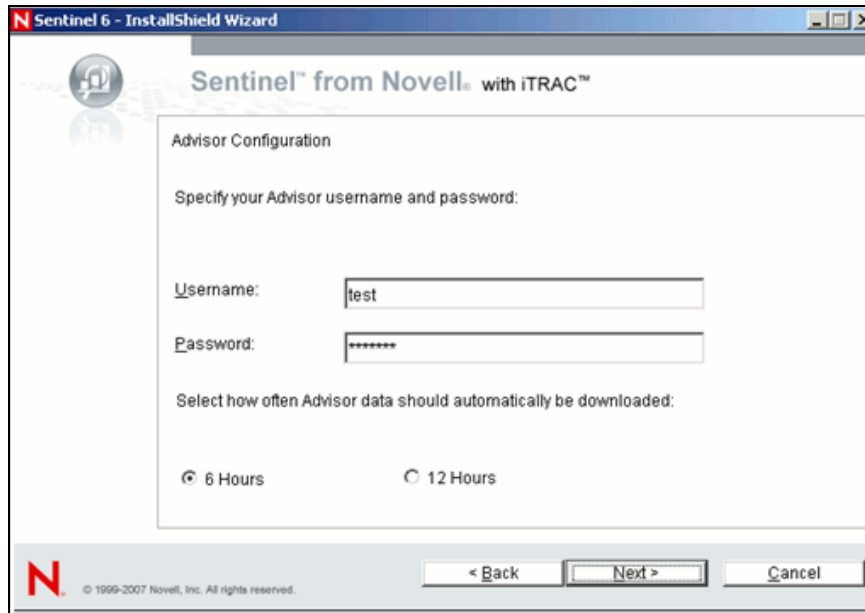 N Sentinel 6 - InstallShield Wizard
Sentinel™ from Novell® with iTRAC™
Advisor Configuration
Specify your Advisor username and password:
Username: test
Password: *******
Select how often Advisor data should automatically be downloaded:
6 Hours 12 Hours
N. © 1999-2007 Novell, Inc. All rights reserved.
< Back Next > Cancel